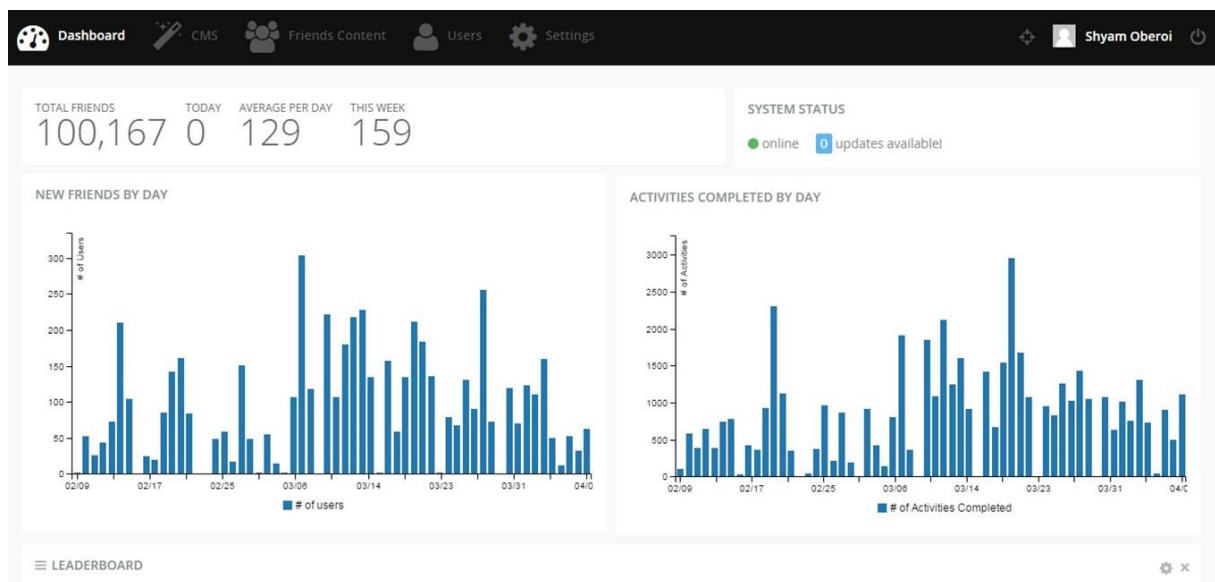 Dashboard CMS Friends Content Users Settings Shyam Oberoi
TOTAL FRIENDS TODAY AVERAGE PER DAY THIS WEEK
100,167 0 129 159
SYSTEM STATUS
online 0 updates available!
NEW FRIENDS BY DAY
# of Users
300
250
200
150
100
50
0
02/09 02/17 02/25 03/06 03/14 03/23 03/31 04/0
# of users
ACTIVITIES COMPLETED BY DAY
# of Activities
3000
2500
2000
1500
1000
500
0
02/09 02/17 02/25 03/06 03/14 03/23 03/31 04/0
# of Activities Completed
LEADERBOARD